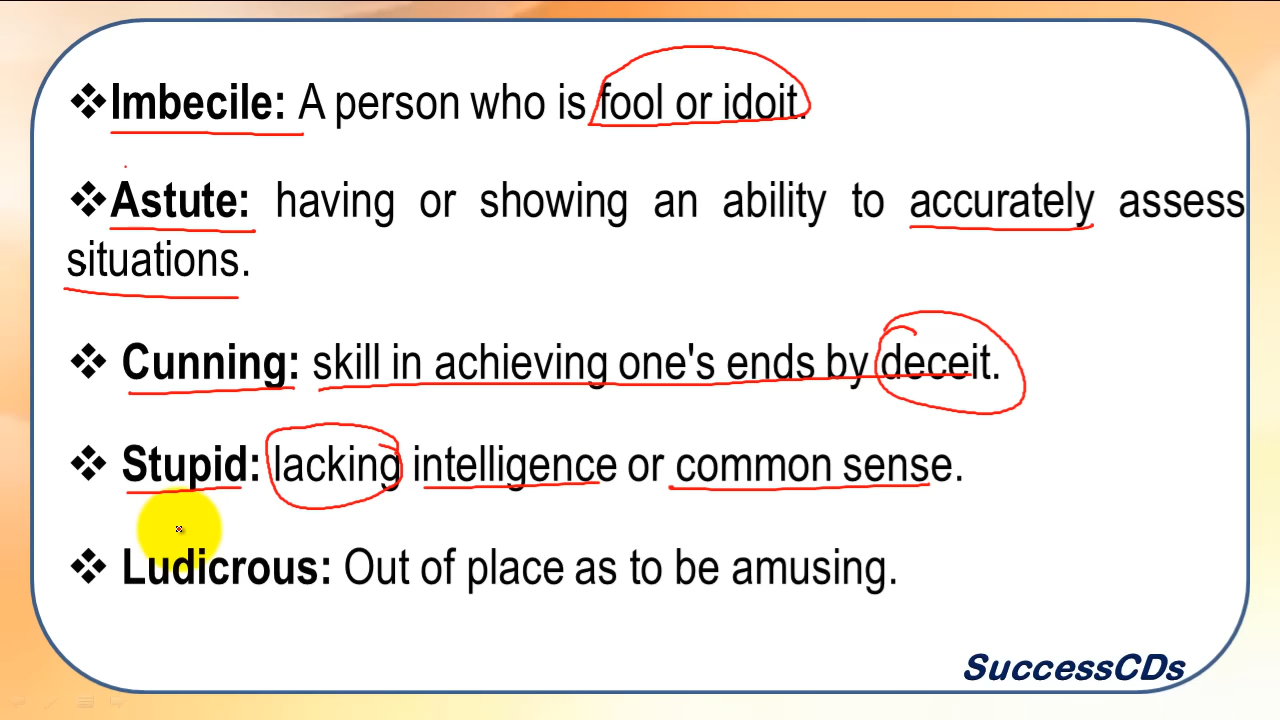 ❖Imbecile: A person who is fool or idoit.
❖Astute: having or showing an ability to accurately assess
situations.
❖ Cunning: skill in achieving one's ends by deceit.
❖ Stupid: lacking intelligence or common sense.
❖ Ludicrous: Out of place as to be amusing.
SuccessCDs